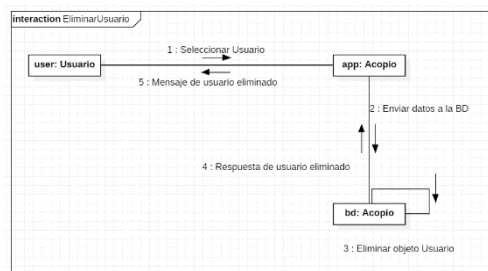 interaction EliminarUsuario
1 : Seleccionar Usuario
user: Usuario
app: Acopio
5 : Mensaje de usuario eliminado
2 : Enviar datos a la BD
4 : Respuesta de usuario eliminado
bd: Acopio
3 : Eliminar objeto Usuario